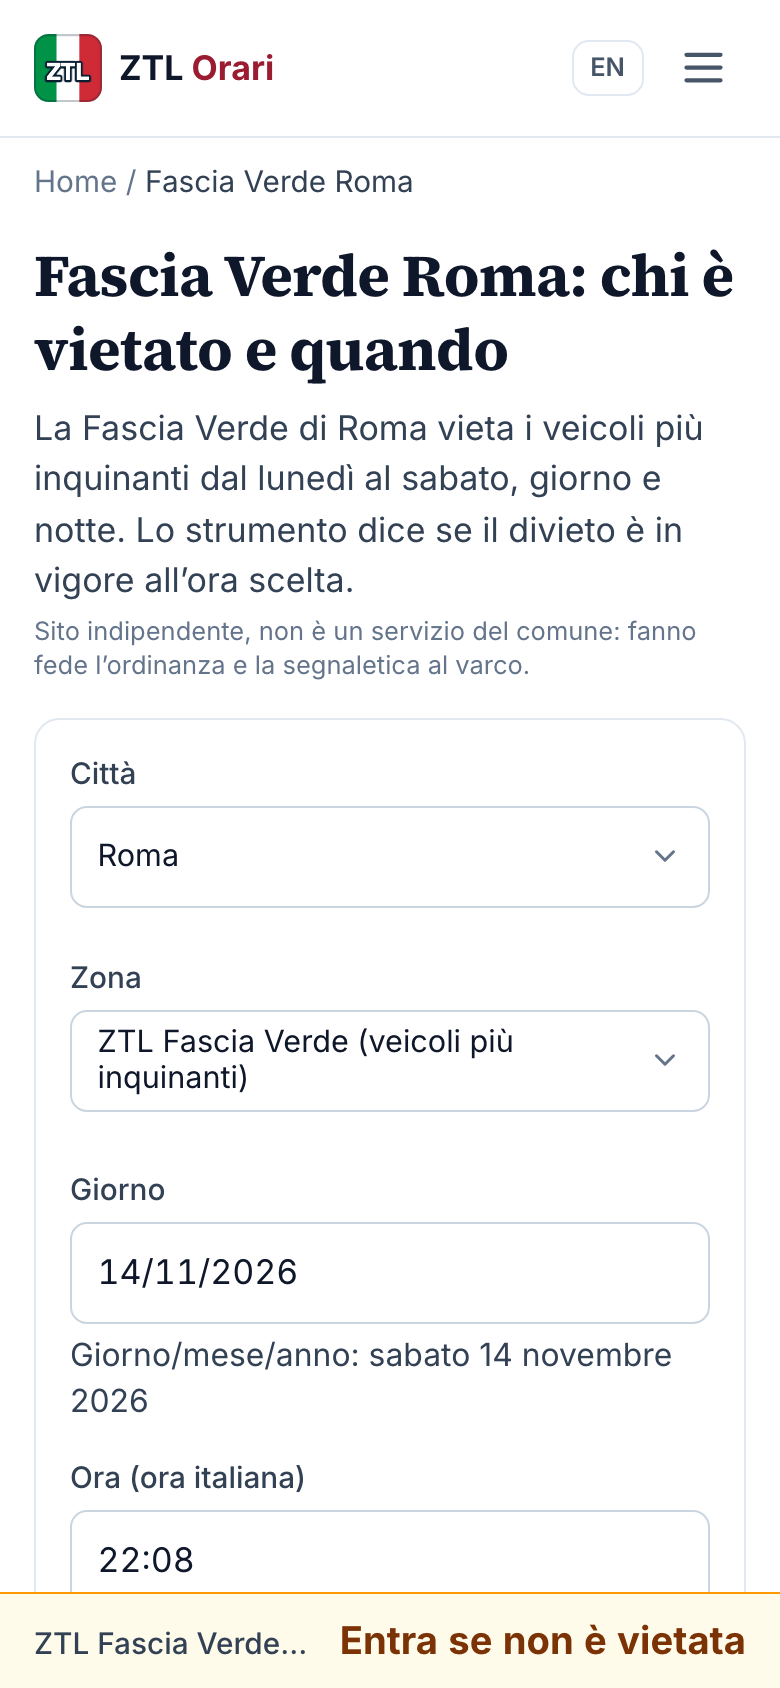 ZTL
ZTL Orari
EN
Home / Fascia Verde Roma
Fascia Verde Roma: chi è
vietato e quando
La Fascia Verde di Roma vieta i veicoli più
inquinanti dal lunedì al sabato, giorno e
notte. Lo strumento dice se il divieto è in
vigore all’ora scelta.
Sito indipendente, non è un servizio del comune: fanno
fede l’ordinanza e la segnaletica al varco.
Città
Roma
Zona
ZTL Fascia Verde (veicoli più
inquinanti)
Giorno
14/11/2026
Giorno/mese/anno: sabato 14 novembre
2026
Ora (ora italiana)
22:08
ZTL Fascia Verde... Entra se non è vietata